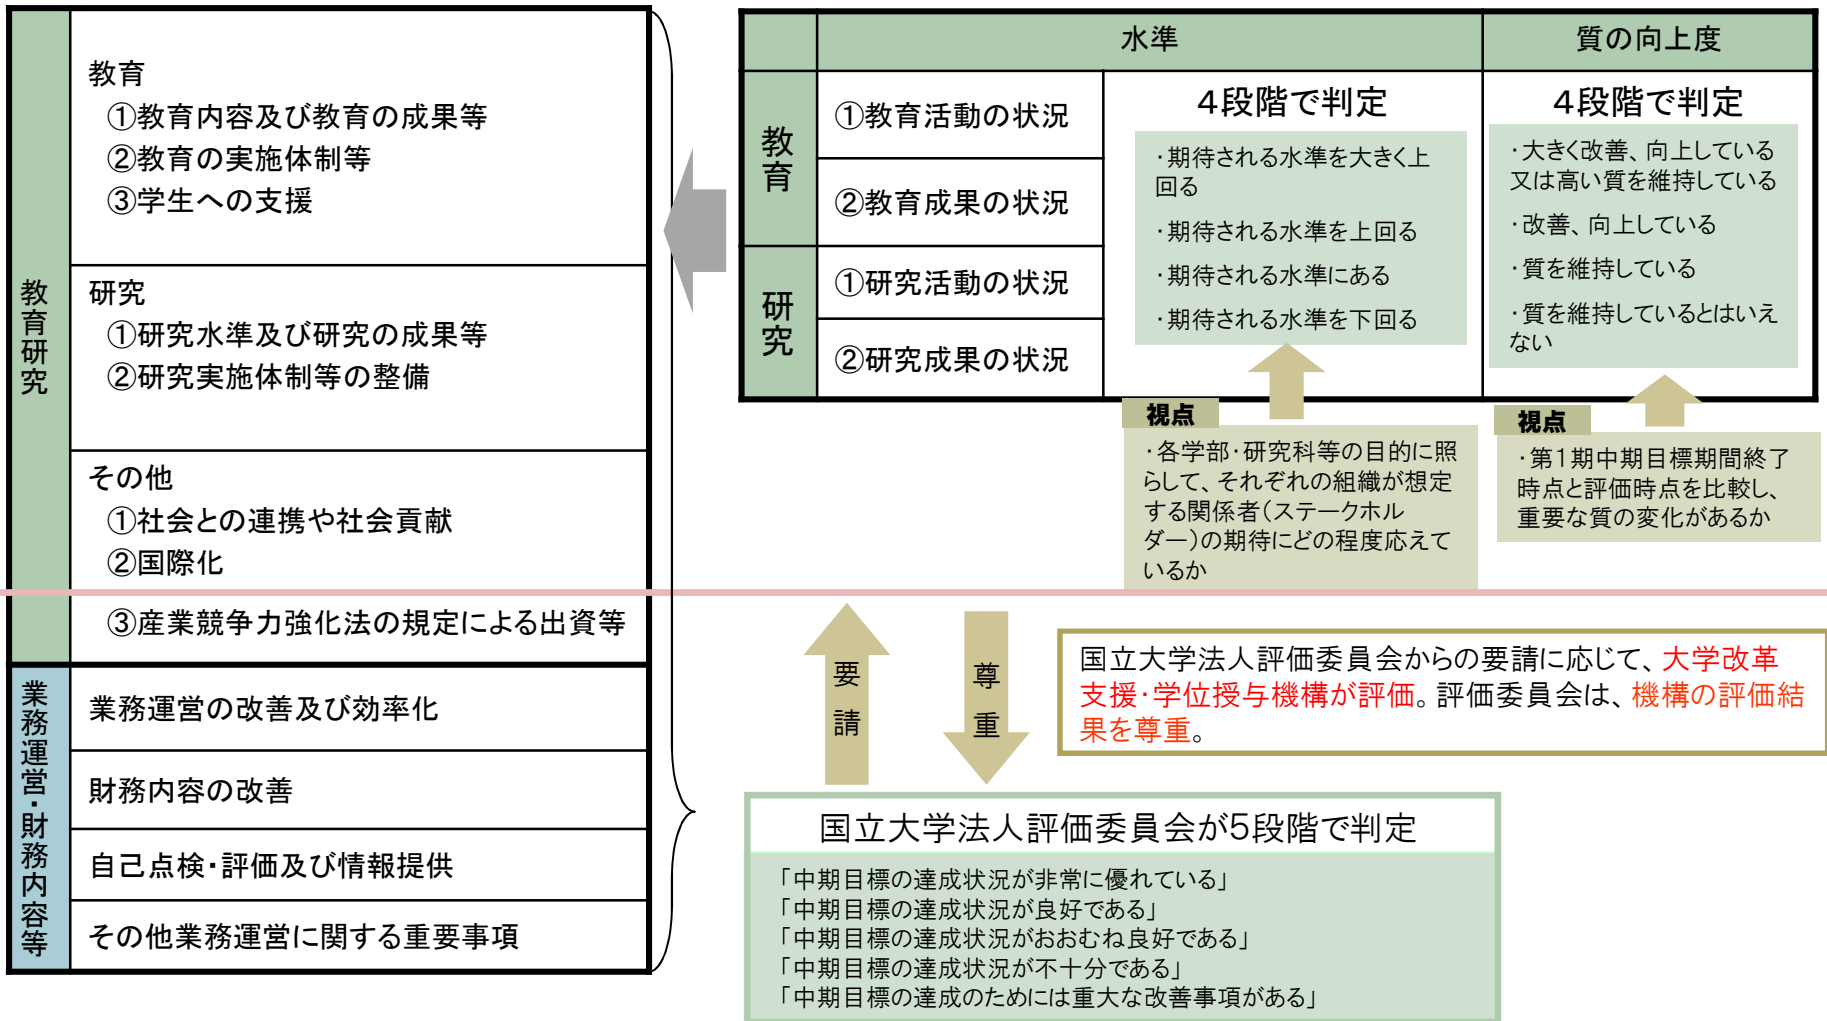 教育研究
教育
①教育内容及び教育の成果等
②教育の実施体制等
③学生への支援
研究
①研究水準及び研究の成果等
②研究実施体制等の整備
その他
①社会との連携や社会貢献
②国際化
③産業競争力強化法の規定による出資等
業務運営・財務内容等
業務運営の改善及び効率化
財務内容の改善
自己点検・評価及び情報提供
その他業務運営に関する重要事項
水準
質の向上度
教育
①教育活動の状況
②教育成果の状況
研究
①研究活動の状況
②研究成果の状況
４段階で判定
・期待される水準を大きく上
回る
・期待される水準を上回る
・期待される水準にある
・期待される水準を下回る
４段階で判定
・大きく改善、向上している
又は高い質を維持している
・改善、向上している
・質を維持している
・質を維持しているとはいえ
ない
視点
・各学部・研究科等の目的に照
らして、それぞれの組織が想定
する関係者（ステークホル
ダー）の期待にどの程度応えて
いるか
視点
・第１期中期目標期間終了
時点と評価時点を比較し、
重要な質の変化があるか
要請
尊重
国立大学法人評価委員会からの要請に応じて、大学改革
支援・学位授与機構が評価。評価委員会は、機構の評価結
果を尊重。
国立大学法人評価委員会が５段階で判定
「中期目標の達成状況が非常に優れている」
「中期目標の達成状況が良好である」
「中期目標の達成状況がおおむね良好である」
「中期目標の達成状況が不十分である」
「中期目標の達成のためには重大な改善事項がある」